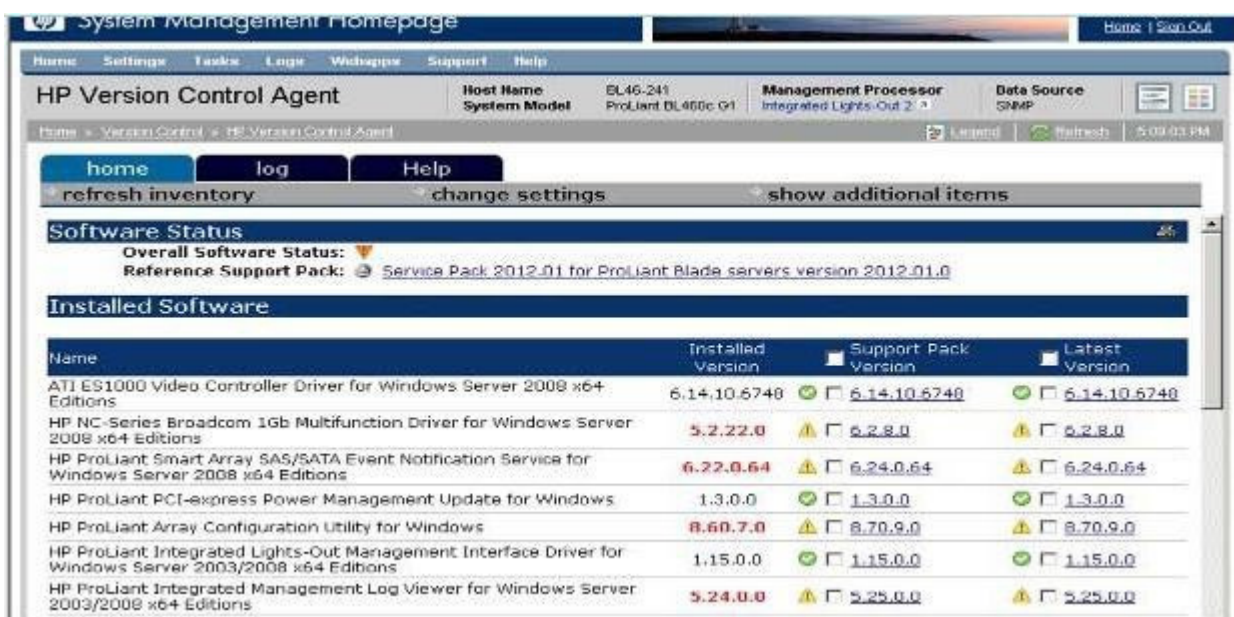 hp System Management Homepage
Home | Sign Out
Home Settings Tasks Logs Webapps Support Help
HP Version Control Agent
Host Name BL46-241
System Model ProLiant BL460c G1
Management Processor
Integrated Lights-Out 2
Data Source
SNMP
Home » Version Control » HP Version Control Agent
Legend | Refresh | 5:09:03 PM
home log Help
refresh inventory change settings show additional items
Software Status
Overall Software Status:
Reference Support Pack: Service Pack 2012.01 for ProLiant Blade servers version 2012.01.0
Installed Software
Name Installed Version Support Pack Version Latest Version
ATI ES1000 Video Controller Driver for Windows Server 2008 x64
Editions
6.14.10.6748 6.14.10.6748 6.14.10.6748
HP NC-Series Broadcom 1Gb Multifunction Driver for Windows Server
2008 x64 Editions
5.2.22.0 6.2.8.0 6.2.8.0
HP ProLiant Smart Array SAS/SATA Event Notification Service for
Windows Server 2008 x64 Editions
6.22.0.64 6.24.0.64 6.24.0.64
HP ProLiant PCI-express Power Management Update for Windows 1.3.0.0 1.3.0.0 1.3.0.0
HP ProLiant Array Configuration Utility for Windows 8.60.7.0 8.70.9.0 8.70.9.0
HP ProLiant Integrated Lights-Out Management Interface Driver for
Windows Server 2003/2008 x64 Editions
1.15.0.0 1.15.0.0 1.15.0.0
HP ProLiant Integrated Management Log Viewer for Windows Server
2003/2008 x64 Editions
5.24.0.0 5.25.0.0 5.25.0.0